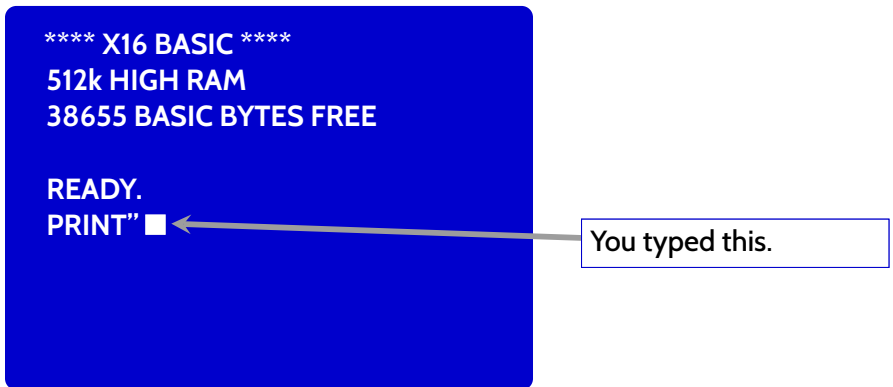 **** X16 BASIC ****
512k HIGH RAM
38655 BASIC BYTES FREE
READY.
PRINT”
You typed this.